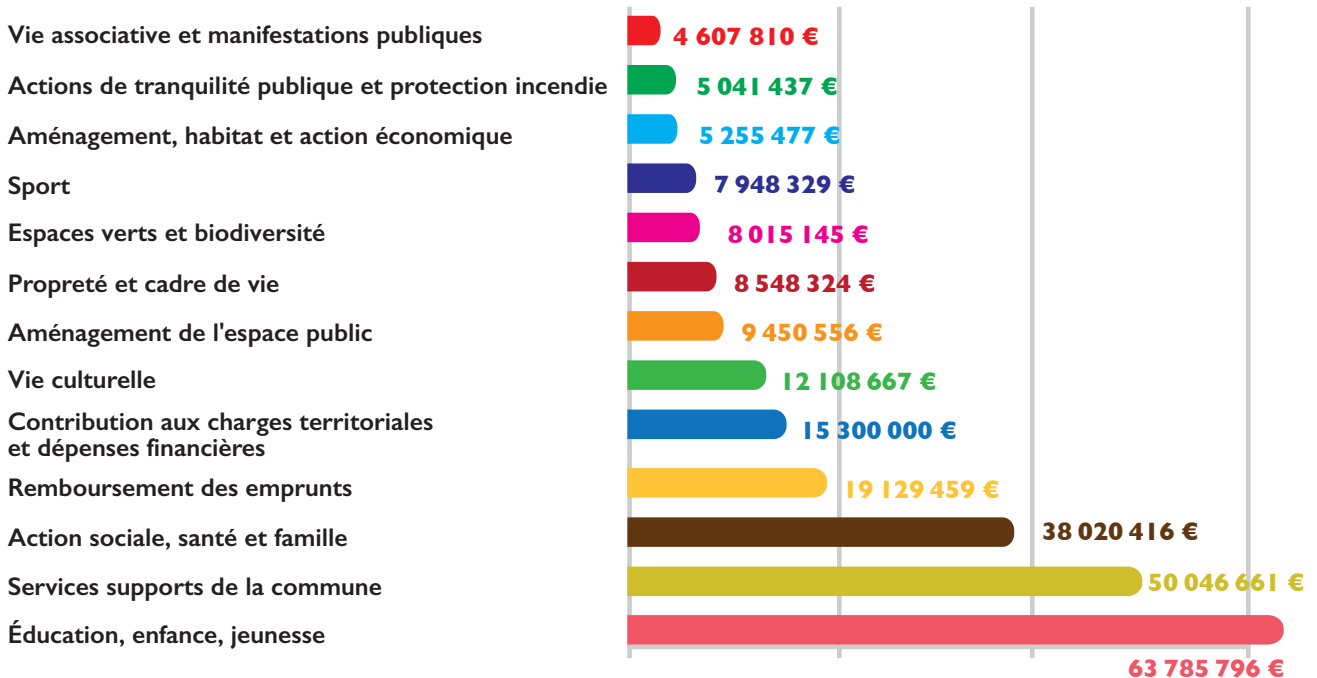 Vie associative et manifestations publiques
4 607 810 €
Actions de tranquilité publique et protection incendie
5 041 437 €
Aménagement, habitat et action économique
5 255 477 €
Sport
7 948 329 €
Espaces verts et biodiversité
8 015 145 €
Propreté et cadre de vie
8 548 324 €
Aménagement de l'espace public
9 450 556 €
Vie culturelle
12 108 667 €
Contribution aux charges territoriales
et dépenses financières
15 300 000 €
Remboursement des emprunts
19 129 459 €
Action sociale, santé et famille
38 020 416 €
Services supports de la commune
50 046 661 €
Éducation, enfance, jeunesse
63 785 796 €